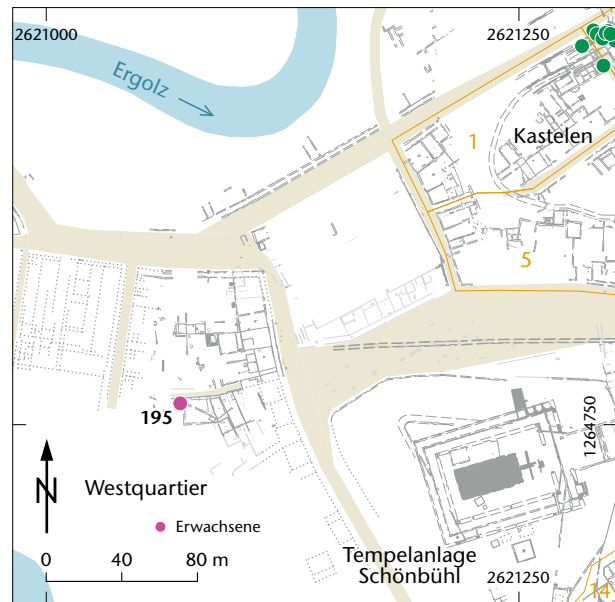 2621000
2621250
Ergolz
1
Kastelen
5
195
1264750
N
Westquartier
Erwachsene
0 40 80 m
Tempelanlage
Schönbühl
2621250
14